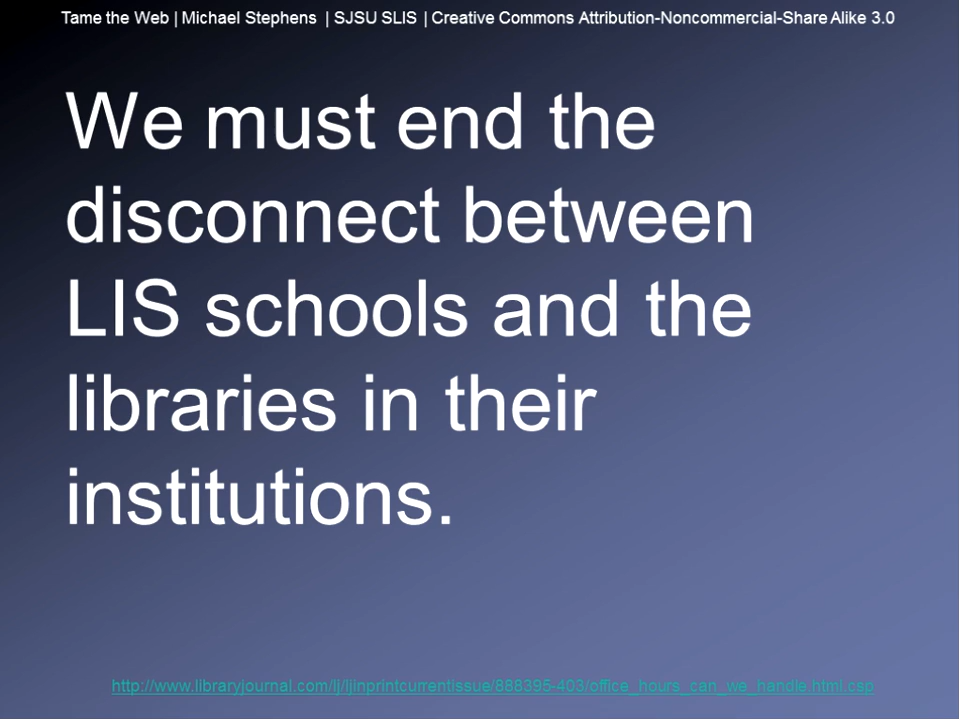 Tame the Web | Michael Stephens | SJSU SLIS | Creative Commons Attribution-Noncommercial-Share Alike 3.0
We must end the
disconnect between
LIS schools and the
libraries in their
institutions.
http://www.libraryjournal.com/lj/ljinprintcurrentissue/888395-403/office_hours_can_we_handle.html.csp